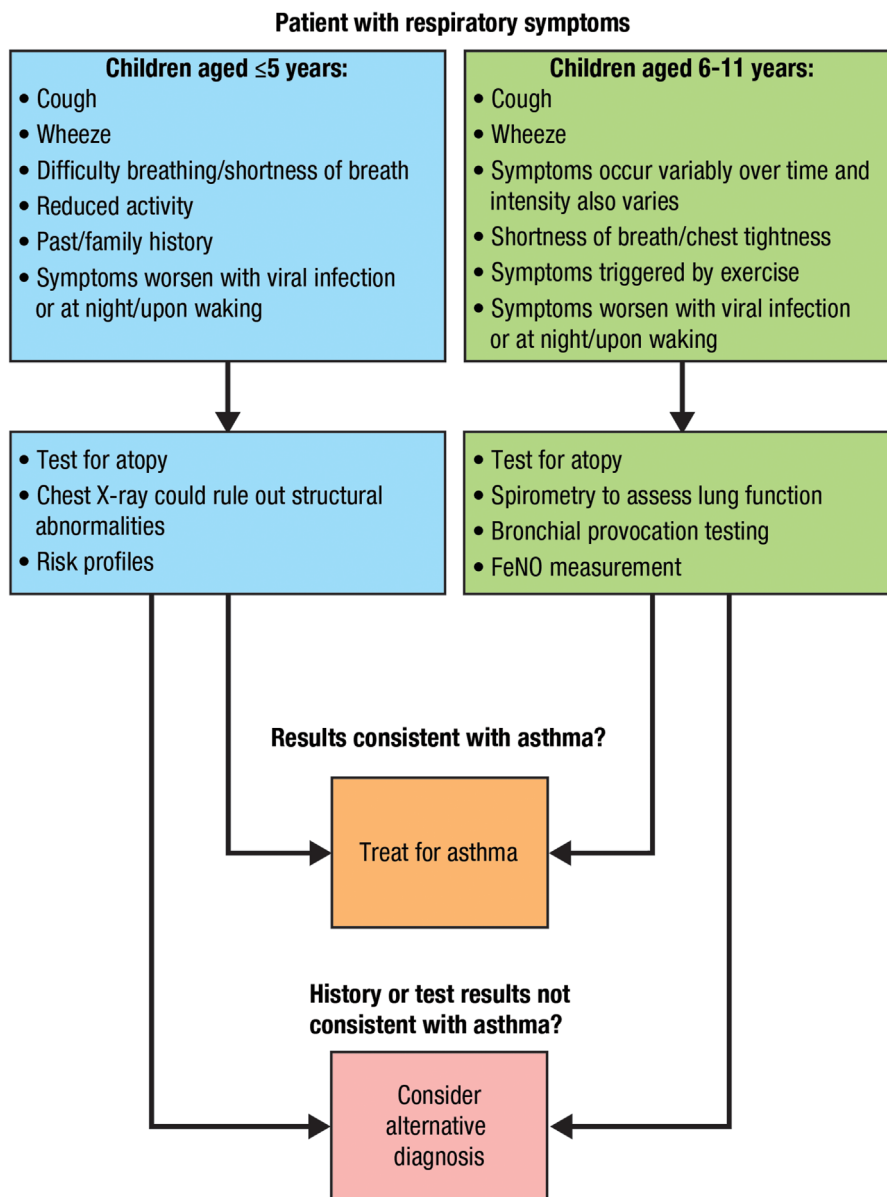 Patient with respiratory symptoms
Children aged ≤5 years:
• Cough
• Wheeze
• Difficulty breathing/shortness of breath
• Reduced activity
• Past/family history
• Symptoms worsen with viral infection
or at night/upon waking
Children aged 6-11 years:
• Cough
• Wheeze
• Symptoms occur variably over time and
intensity also varies
• Shortness of breath/chest tightness
• Symptoms triggered by exercise
• Symptoms worsen with viral infection
or at night/upon waking
• Test for atopy
• Chest X-ray could rule out structural
abnormalities
• Risk profiles
• Test for atopy
• Spirometry to assess lung function
• Bronchial provocation testing
• FeNO measurement
Results consistent with asthma?
Treat for asthma
History or test results not
consistent with asthma?
Consider
alternative
diagnosis